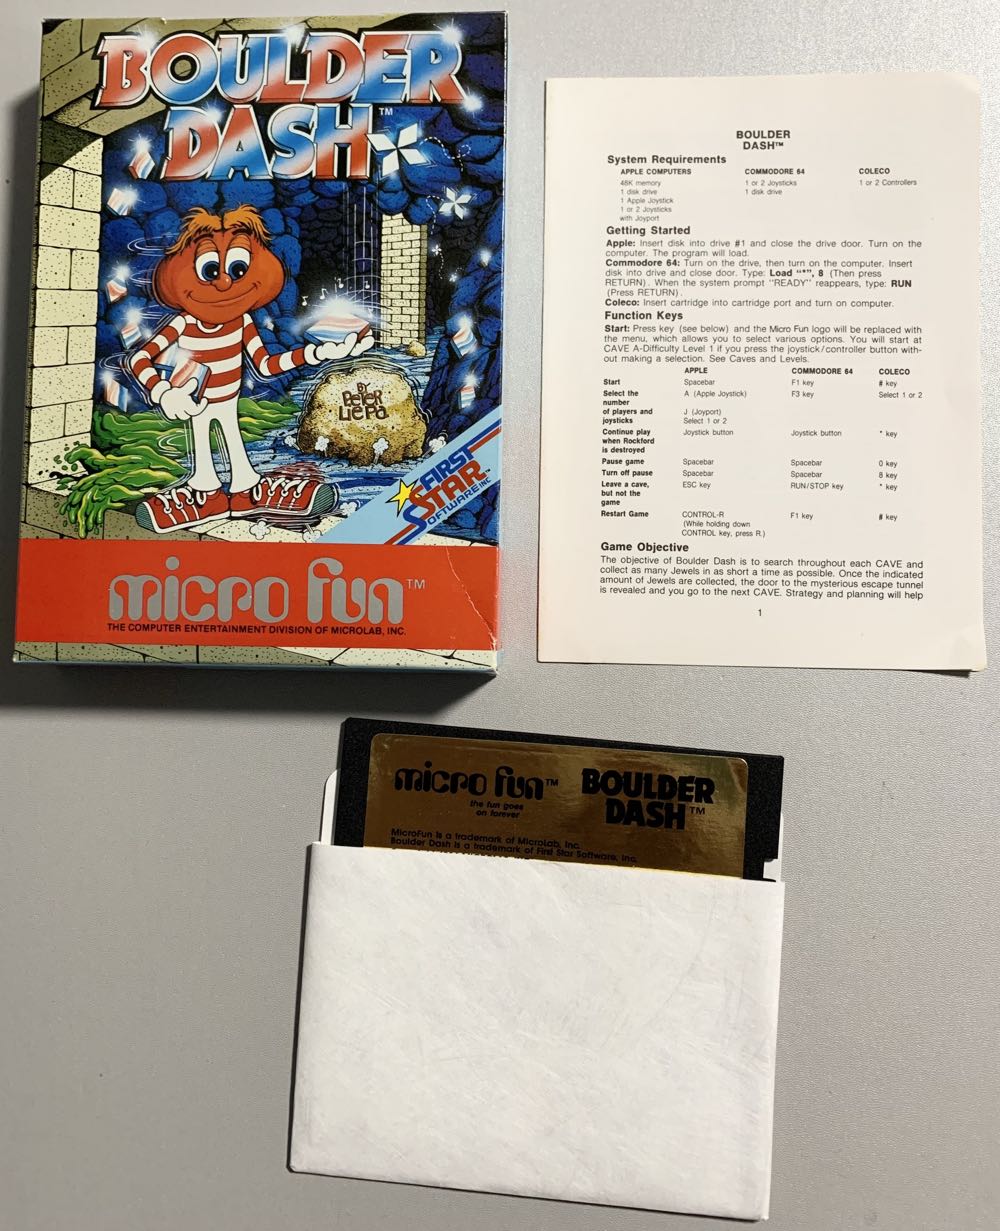 BOULDER
DASH™
BY
PETER
LIEPA
FIRST
STAR™
SOFTWARE INC
micro fun™
THE COMPUTER ENTERTAINMENT DIVISION OF MICROLAB, INC.
BOULDER
DASH™
System Requirements
APPLE COMPUTERS COMMODORE 64 COLECO
48K memory 1 or 2 Joysticks 1 or 2 Controllers
1 disk drive 1 disk drive
1 Apple Joystick
1 or 2 Joysticks
with Joyport
Getting Started
Apple: Insert disk into drive #1 and close the drive door. Turn on the
computer. The program will load.
Commodore 64: Turn on the drive, then turn on the computer. Insert
disk into drive and close door. Type: Load "*", 8 (Then press
RETURN). When the system prompt "READY" reappears, type: RUN
(Press RETURN).
Coleco: Insert cartridge into cartridge port and turn on computer.
Function Keys
Start: Press key (see below) and the Micro Fun logo will be replaced with
the menu, which allows you to select various options. You will start at
CAVE A-Difficulty Level 1 if you press the joystick/controller button with-
out making a selection. See Caves and Levels.
APPLE COMMODORE 64 COLECO
Start Spacebar F1 key # key
Select the A (Apple Joystick) F3 key Select 1 or 2
number
of players and J (Joyport)
joysticks Select 1 or 2
Continue play Joystick button Joystick button * key
when Rockford
is destroyed
Pause game Spacebar Spacebar 0 key
Turn off pause Spacebar Spacebar 8 key
Leave a cave, ESC key RUN/STOP key * key
but not the
game
Restart Game CONTROL-R F1 key # key
(While holding down
CONTROL key, press R.)
Game Objective
The objective of Boulder Dash is to search throughout each CAVE and
collect as many Jewels in as short a time as possible. Once the indicated
amount of Jewels are collected, the door to the mysterious escape tunnel
is revealed and you go to the next CAVE. Strategy and planning will help
1
micro fun™ BOULDER
DASH™
the fun goes
on forever
MicroFun is a trademark of MicroLab, Inc.
Boulder Dash is a trademark of First Star Software, Inc.